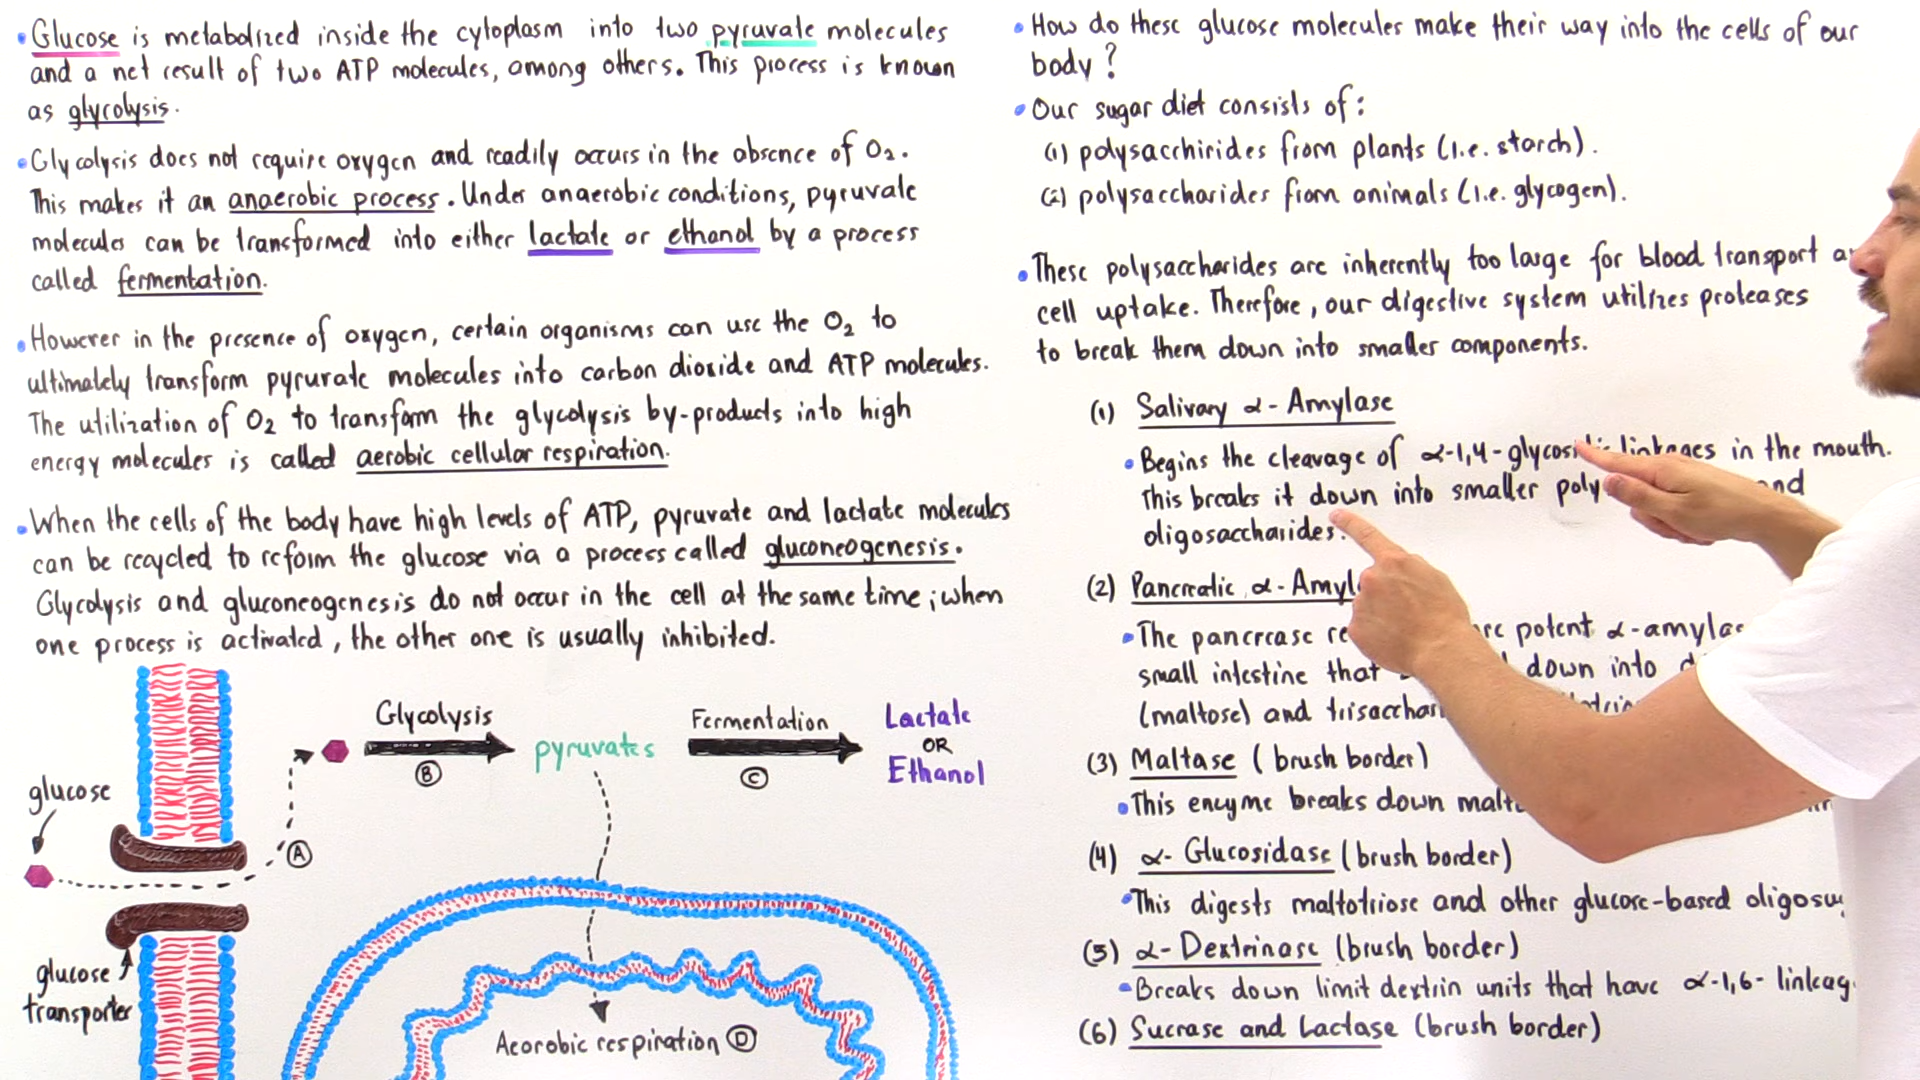 • Glucose is metabolized inside the cytoplasm into two pyruvate molecules
and a net result of two ATP molecules, among others. This process is known
as glycolysis.
• Glycolysis does not require oxygen and readily occurs in the absence of O₂.
This makes it an anaerobic process. Under anaerobic conditions, pyruvate
molecules can be transformed into either lactate or ethanol by a process
called fermentation.
• However in the presence of oxygen, certain organisms can use the O₂ to
ultimately transform pyruvate molecules into carbon dioxide and ATP molecules.
The utilization of O₂ to transform the glycolysis by-products into high
energy molecules is called aerobic cellular respiration.
• When the cells of the body have high levels of ATP, pyruvate and lactate molecules
can be recycled to reform the glucose via a process called gluconeogenesis.
Glycolysis and gluconeogenesis do not occur in the cell at the same time; when
one process is activated, the other one is usually inhibited.
glucose
A
Glycolysis
B
pyruvates
Fermentation
C
Lactate
OR
Ethanol
glucose
transporter
Aerobic respiration D
• How do these glucose molecules make their way into the cells of our
body?
• Our sugar diet consists of:
(1) polysacchirides from plants (i.e. starch).
(2) polysaccharides from animals (i.e. glycogen).
• These polysaccharides are inherently too large for blood transport
cell uptake. Therefore, our digestive system utilizes proteases
to break them down into smaller components.
(1) Salivary α-Amylase
• Begins the cleavage of α-1,4-glycosidic linkages in the mouth.
This breaks it down into smaller
oligosaccharides.
(2) Pancreatic α-Amyl
• The pancrease potent α-amylase
small intestine that down into
(maltose) and
(3) Maltase (brush border)
• This enzyme breaks down
(4) α-Glucosidase (brush border)
• This digests maltotriose and other glucose-based
(5) α-Dextrinase (brush border)
• Breaks down limit dextrin units that have α-1,6-linkag
(6) Sucrase and Lactase (brush border)